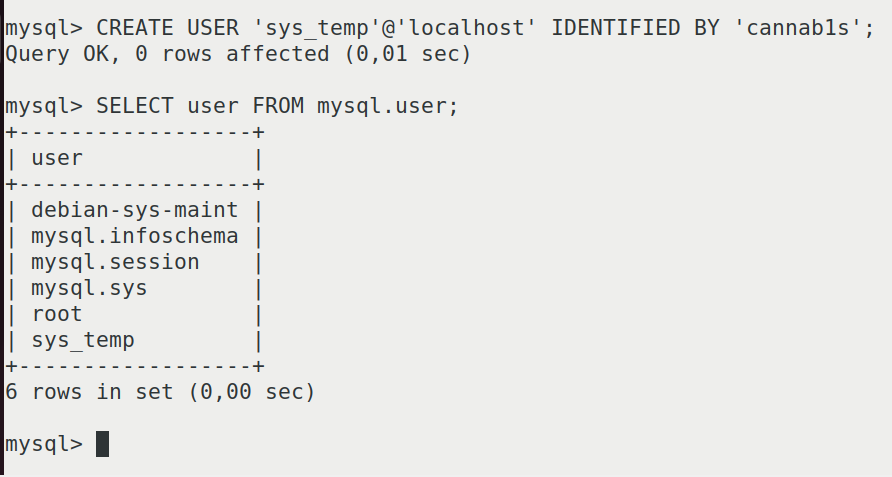 mysql> CREATE USER 'sys_temp'@'localhost' IDENTIFIED BY 'cannab1s';
Query OK, 0 rows affected (0,01 sec)

mysql> SELECT user FROM mysql.user;
+------------------+
| user             |
+------------------+
| debian-sys-maint |
| mysql.infoschema |
| mysql.session    |
| mysql.sys        |
| root             |
| sys_temp         |
+------------------+
6 rows in set (0,00 sec)

mysql>